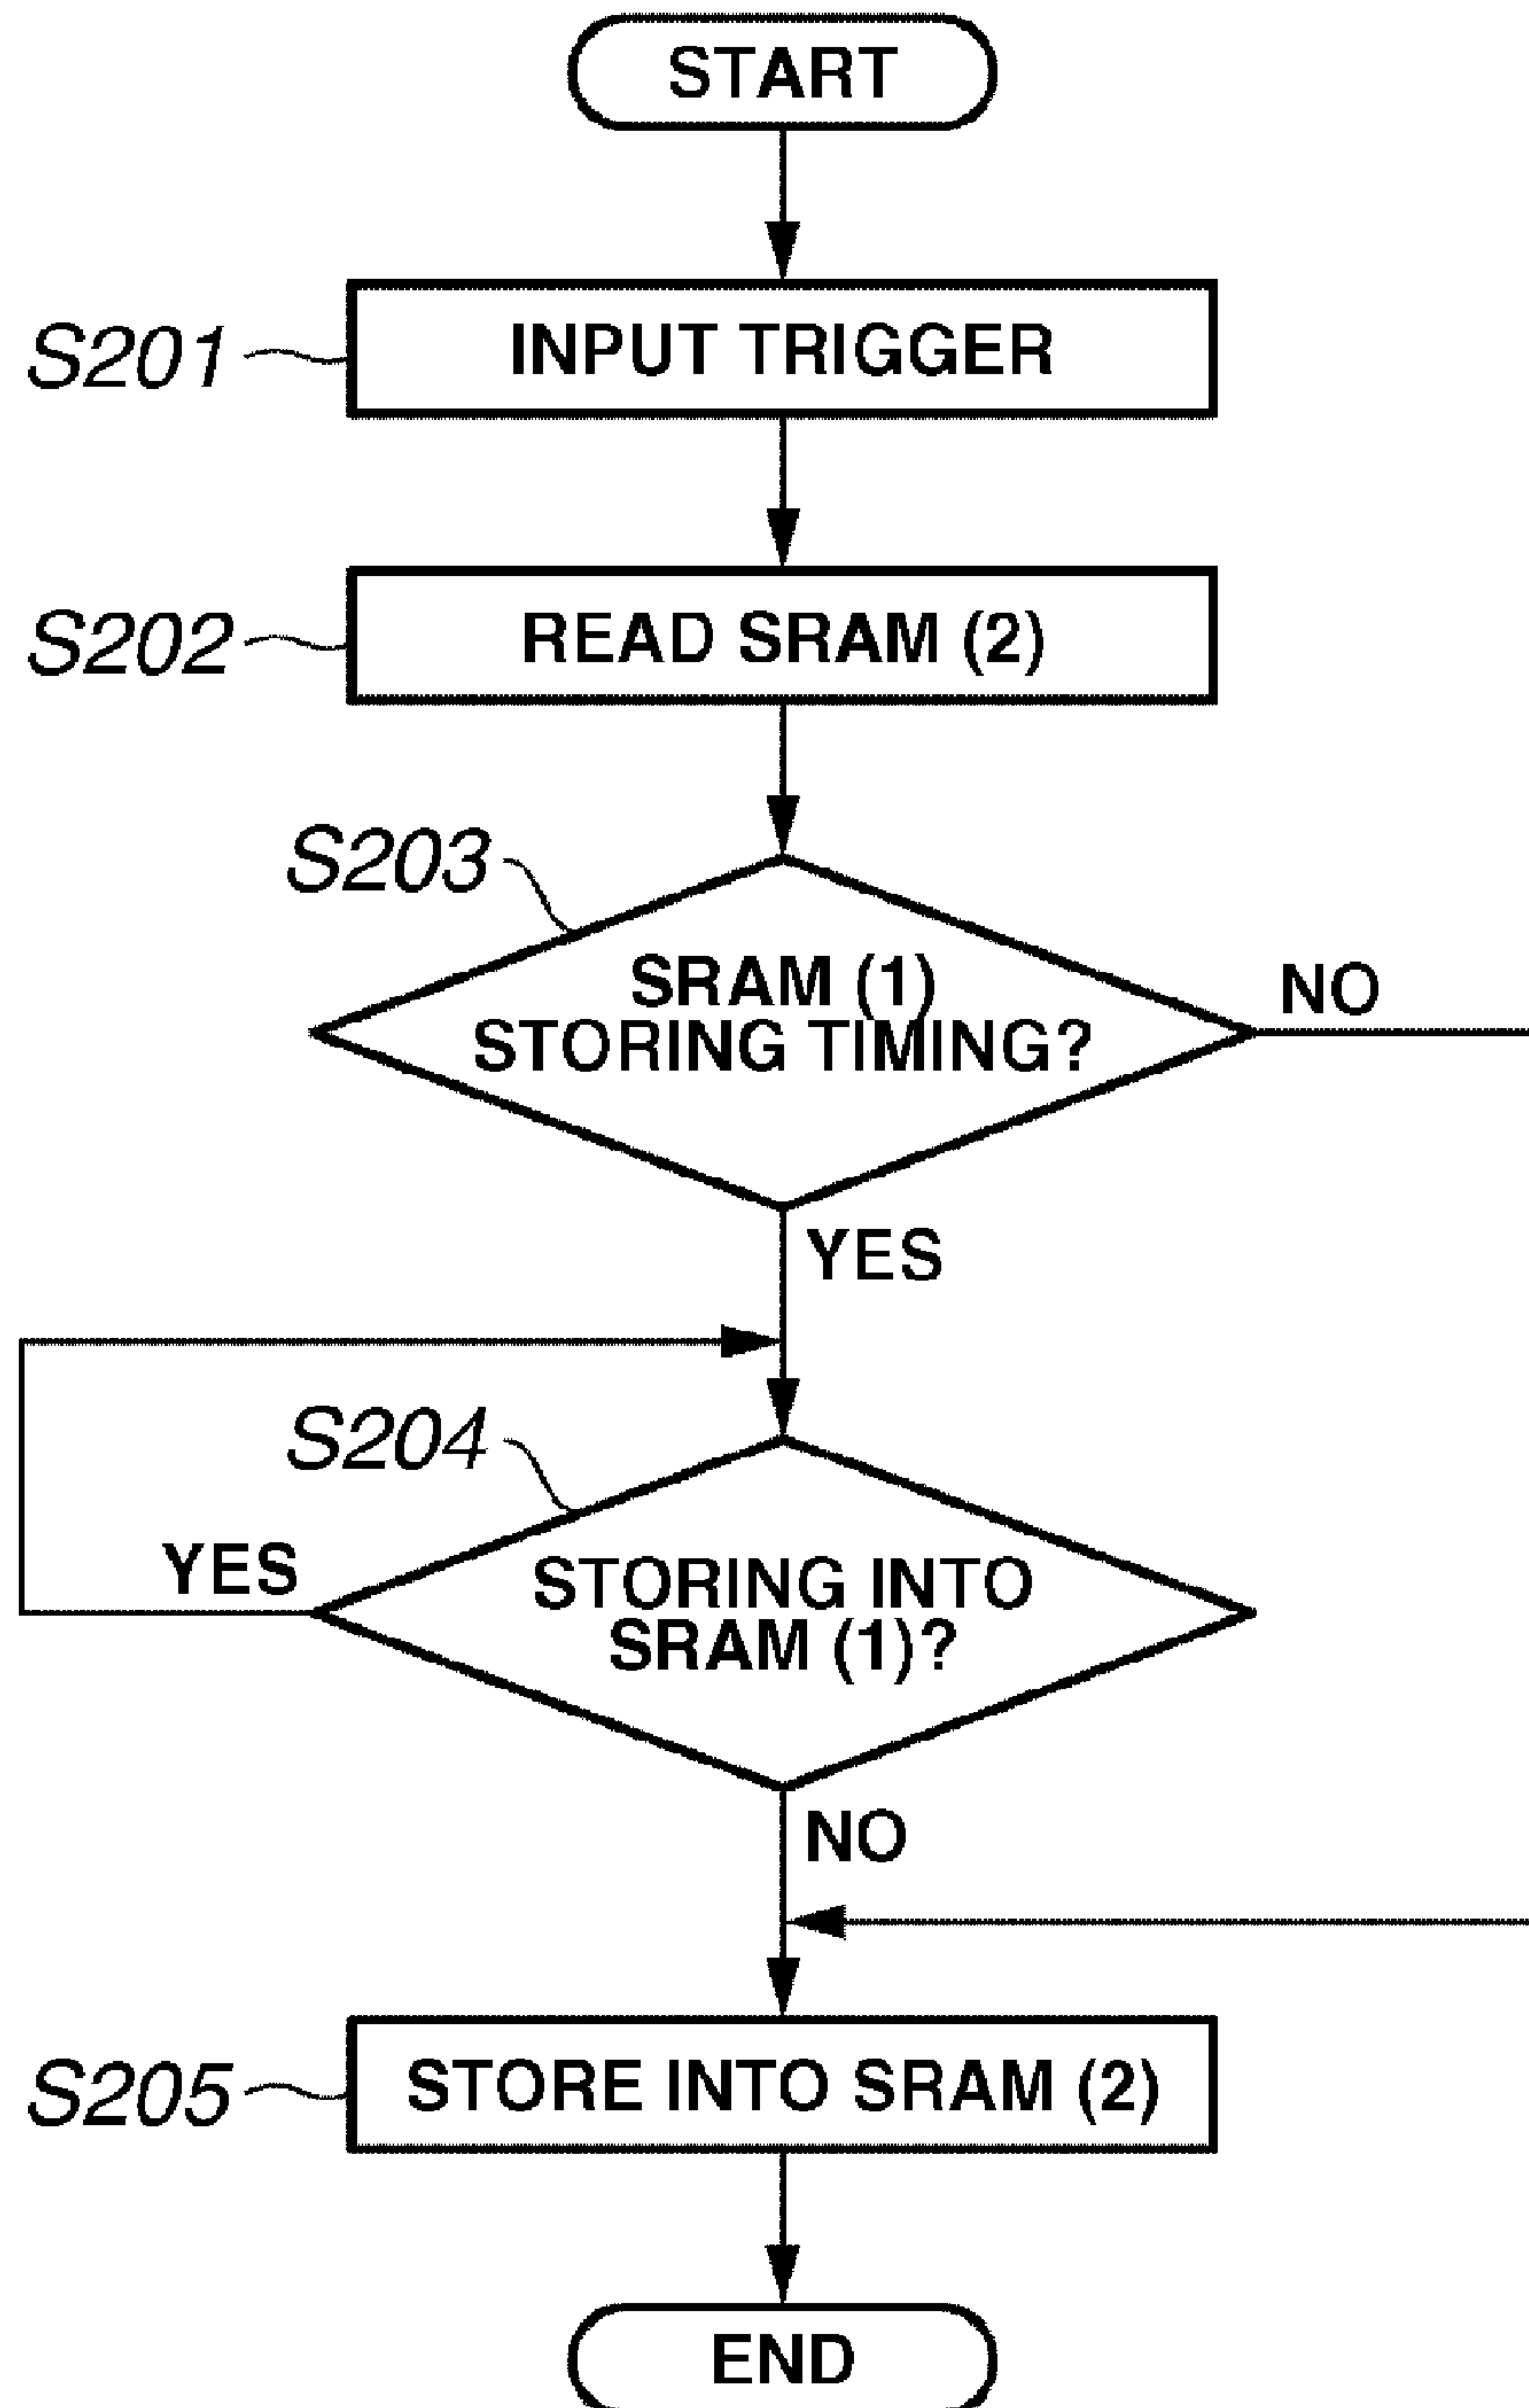 START
S201
INPUT TRIGGER
S202
READ SRAM (2)
S203
SRAM (1)
STORING TIMING?
NO
YES
S204
YES
STORING INTO
SRAM (1)?
NO
S205
STORE INTO SRAM (2)
END